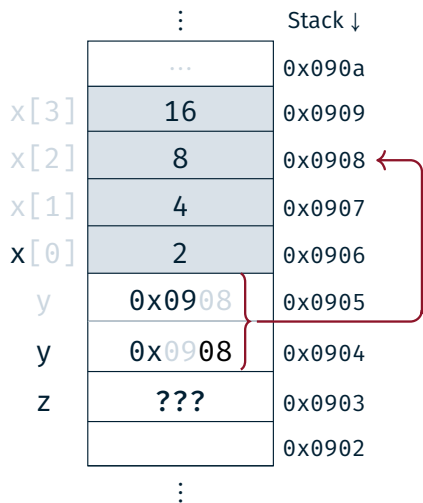 ⋮ Stack ↓
... 0x090a
x[3] 16 0x0909
x[2] 8 0x0908
x[1] 4 0x0907
x[0] 2 0x0906
y 0x0908 0x0905
y 0x0908 0x0904
z ??? 0x0903
0x0902
⋮